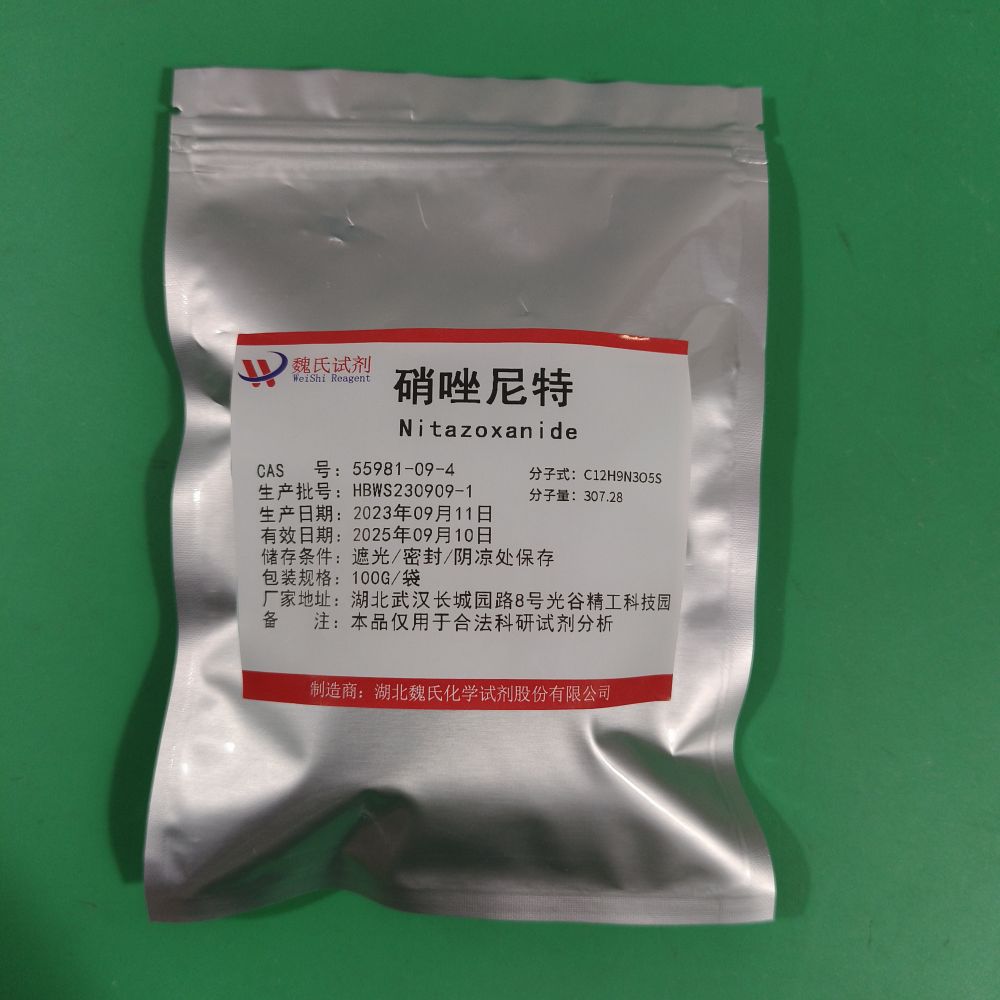 魏氏试剂
WeiShi Reagent
硝唑尼特
Nitazoxanide
CAS 号：55981-09-4
分子式：C12H9N3O5S
生产批号：HBWS230909-1
分子量：307.28
生产日期：2023年09月11日
有效日期：2025年09月10日
储存条件：遮光/密封/阴凉处保存
包装规格：100G/袋
厂家地址：湖北武汉长城园路8号光谷精工科技园
备 注：本品仅用于合法科研试剂分析
制造商：湖北魏氏化学试剂股份有限公司